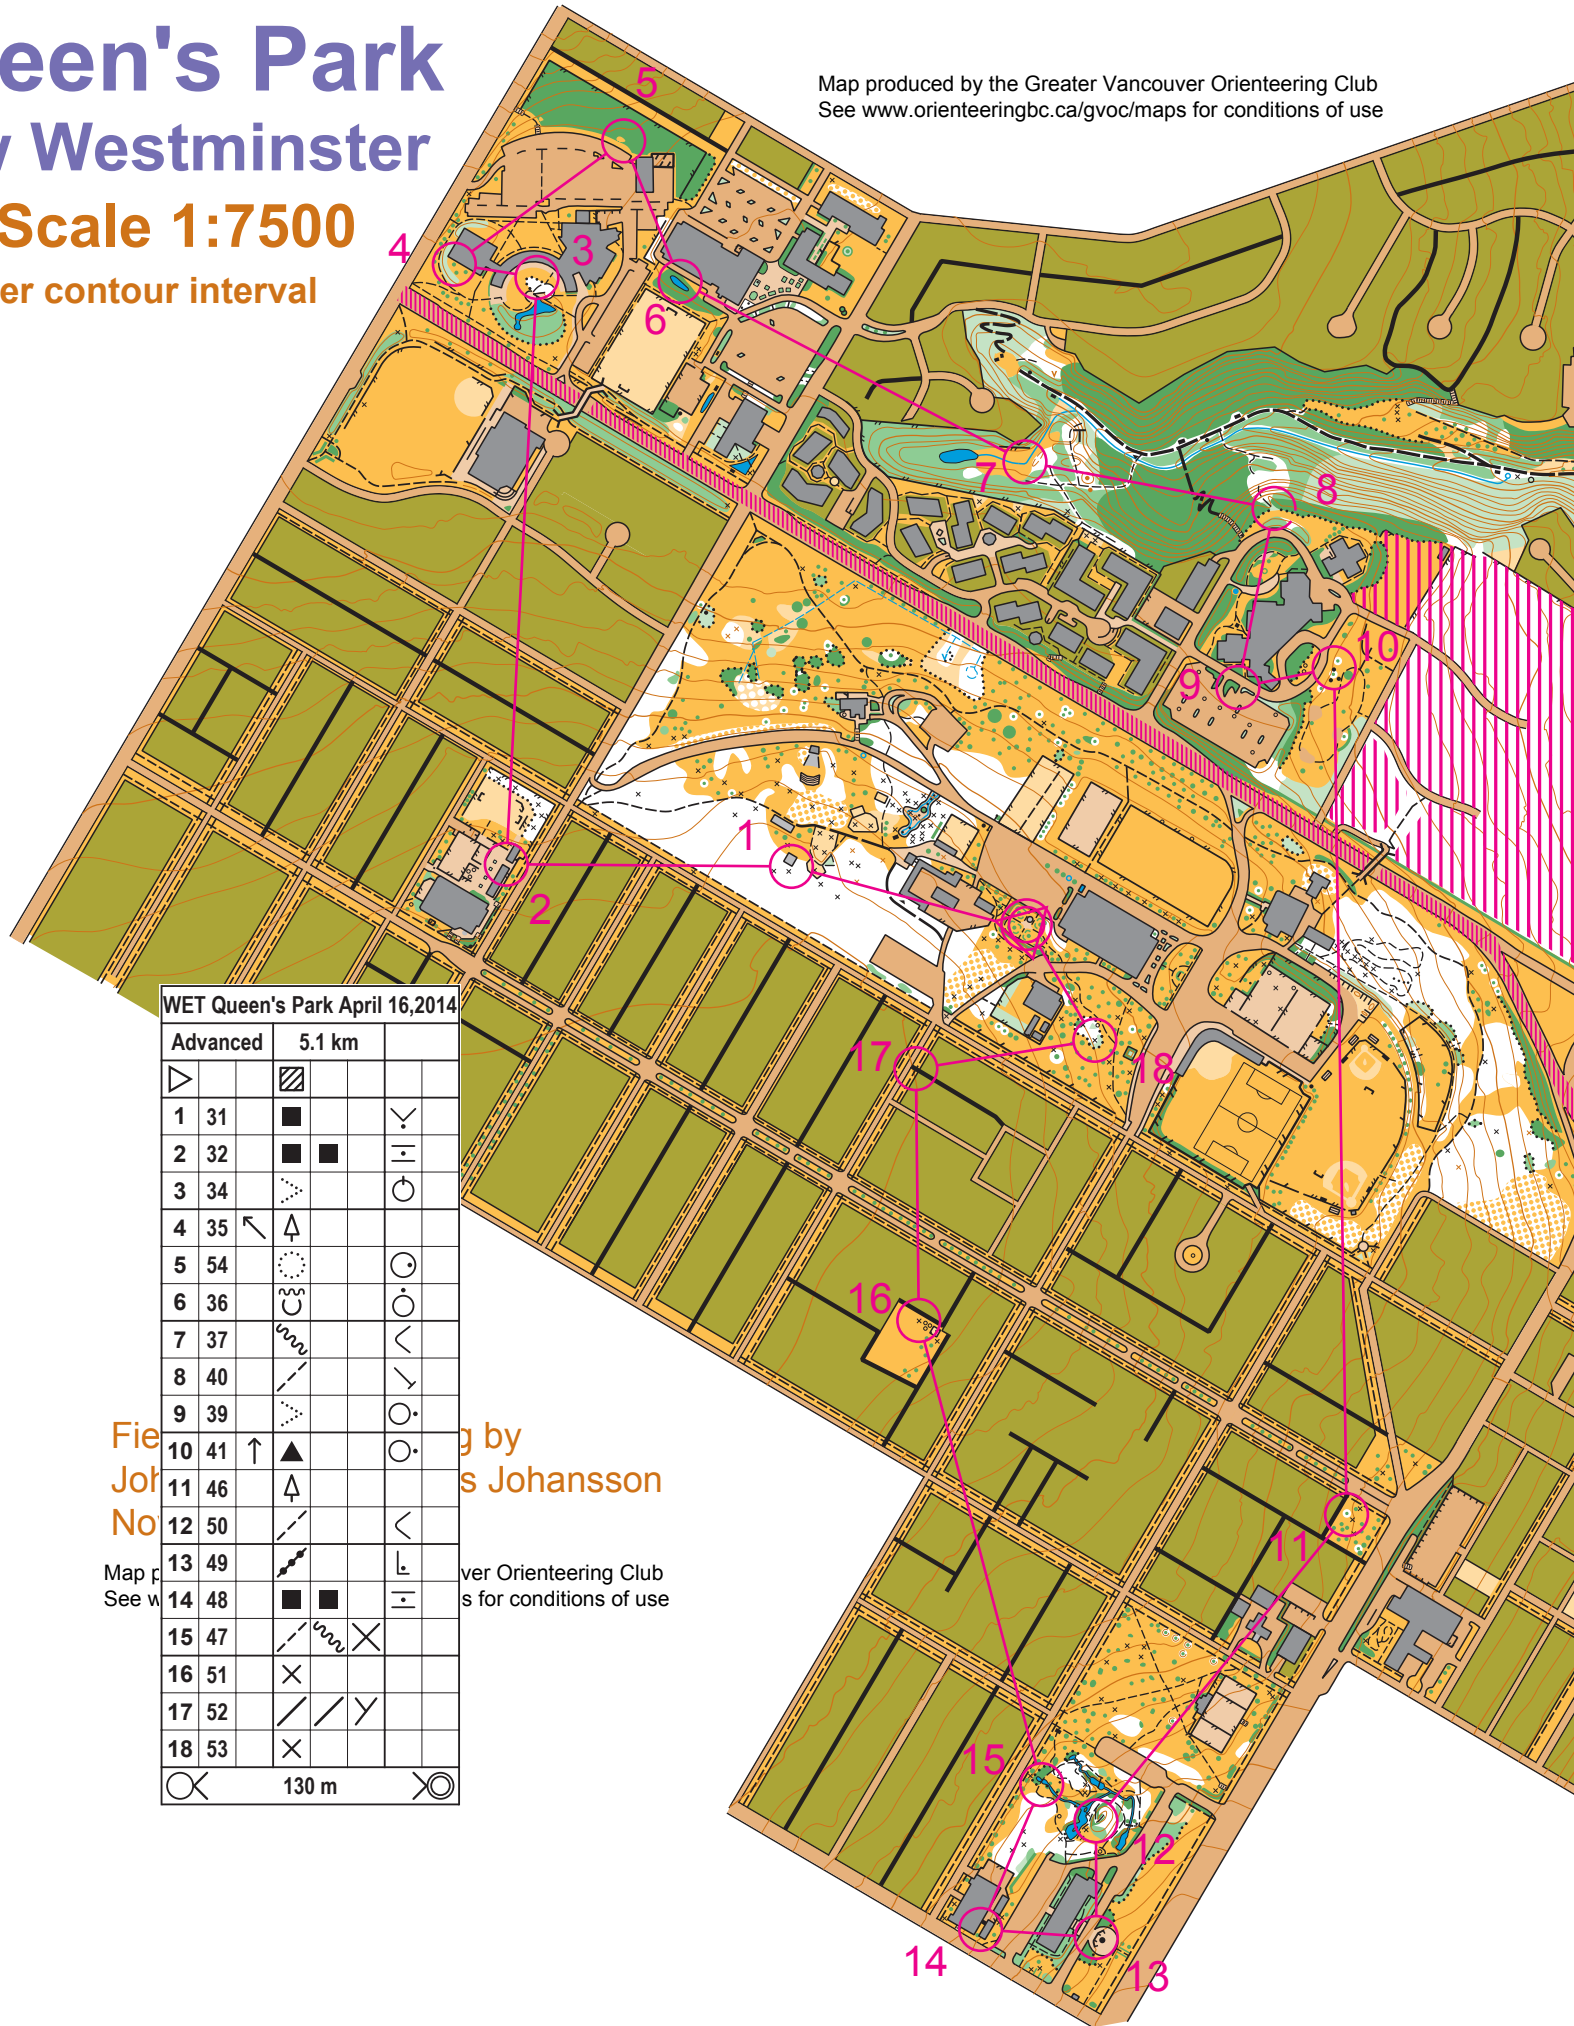 een's Park
Westminster
Scale 1:7500
er contour interval
Map produced by the Greater Vancouver Orienteering Club
See www.orienteeringbc.ca/gvoc/maps for conditions of use
5
4
3
6
7
8
10
9
1
2
17
18
16
11
15
12
14
13
WET Queen's Park April 16,2014
Advanced 5.1 km
1 31
2 32
3 34
4 35
5 54
6 36
7 37
8 40
9 39
10 41
11 46
12 50
13 49
14 48
15 47
16 51
17 52
18 53
130 m
Fie g by
Joh s Johansson
No
Map p ver Orienteering Club
See w s for conditions of use